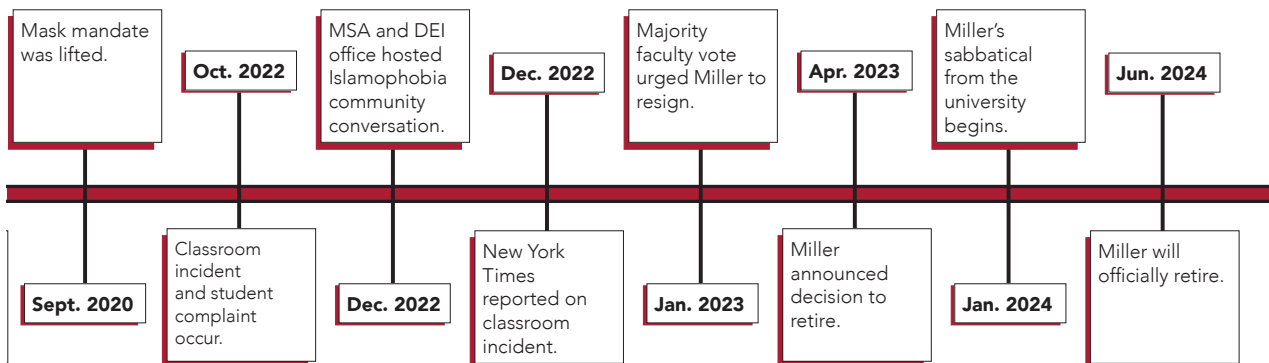 Mask mandate
was lifted.
Sept. 2020
Oct. 2022
Classroom
incident
and student
complaint
occur.
MSA and DEI
office hosted
Islamophobia
community
conversation.
Dec. 2022
Dec. 2022
New York
Times
reported on
classroom
incident.
Majority
faculty vote
urged Miller to
resign.
Jan. 2023
Apr. 2023
Miller
announced
decision to
retire.
Miller's
sabbatical
from the
university
begins.
Jan. 2024
Jun. 2024
Miller will
officially retire.